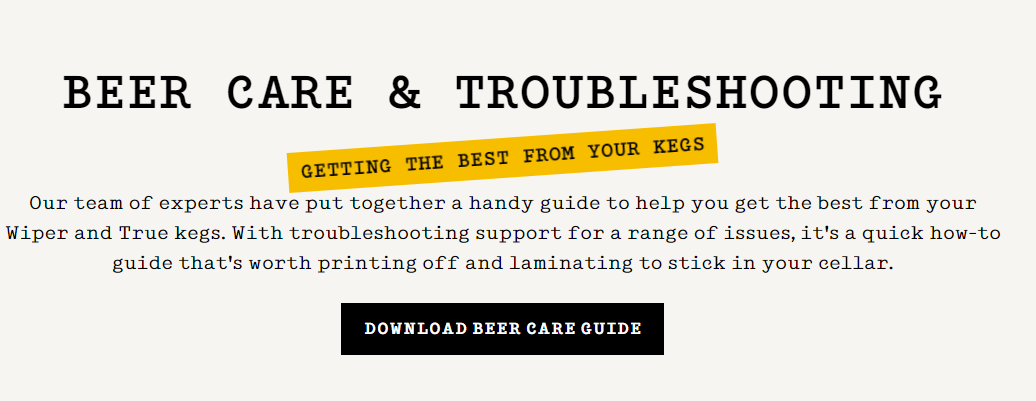 BEER CARE & TROUBLESHOOTING
GETTING THE BEST FROM YOUR KEGS
Our team of experts have put together a handy guide to help you get the best from your
Wiper and True kegs. With troubleshooting support for a range of issues, it's a quick how-to
guide that's worth printing off and laminating to stick in your cellar.
DOWNLOAD BEER CARE GUIDE